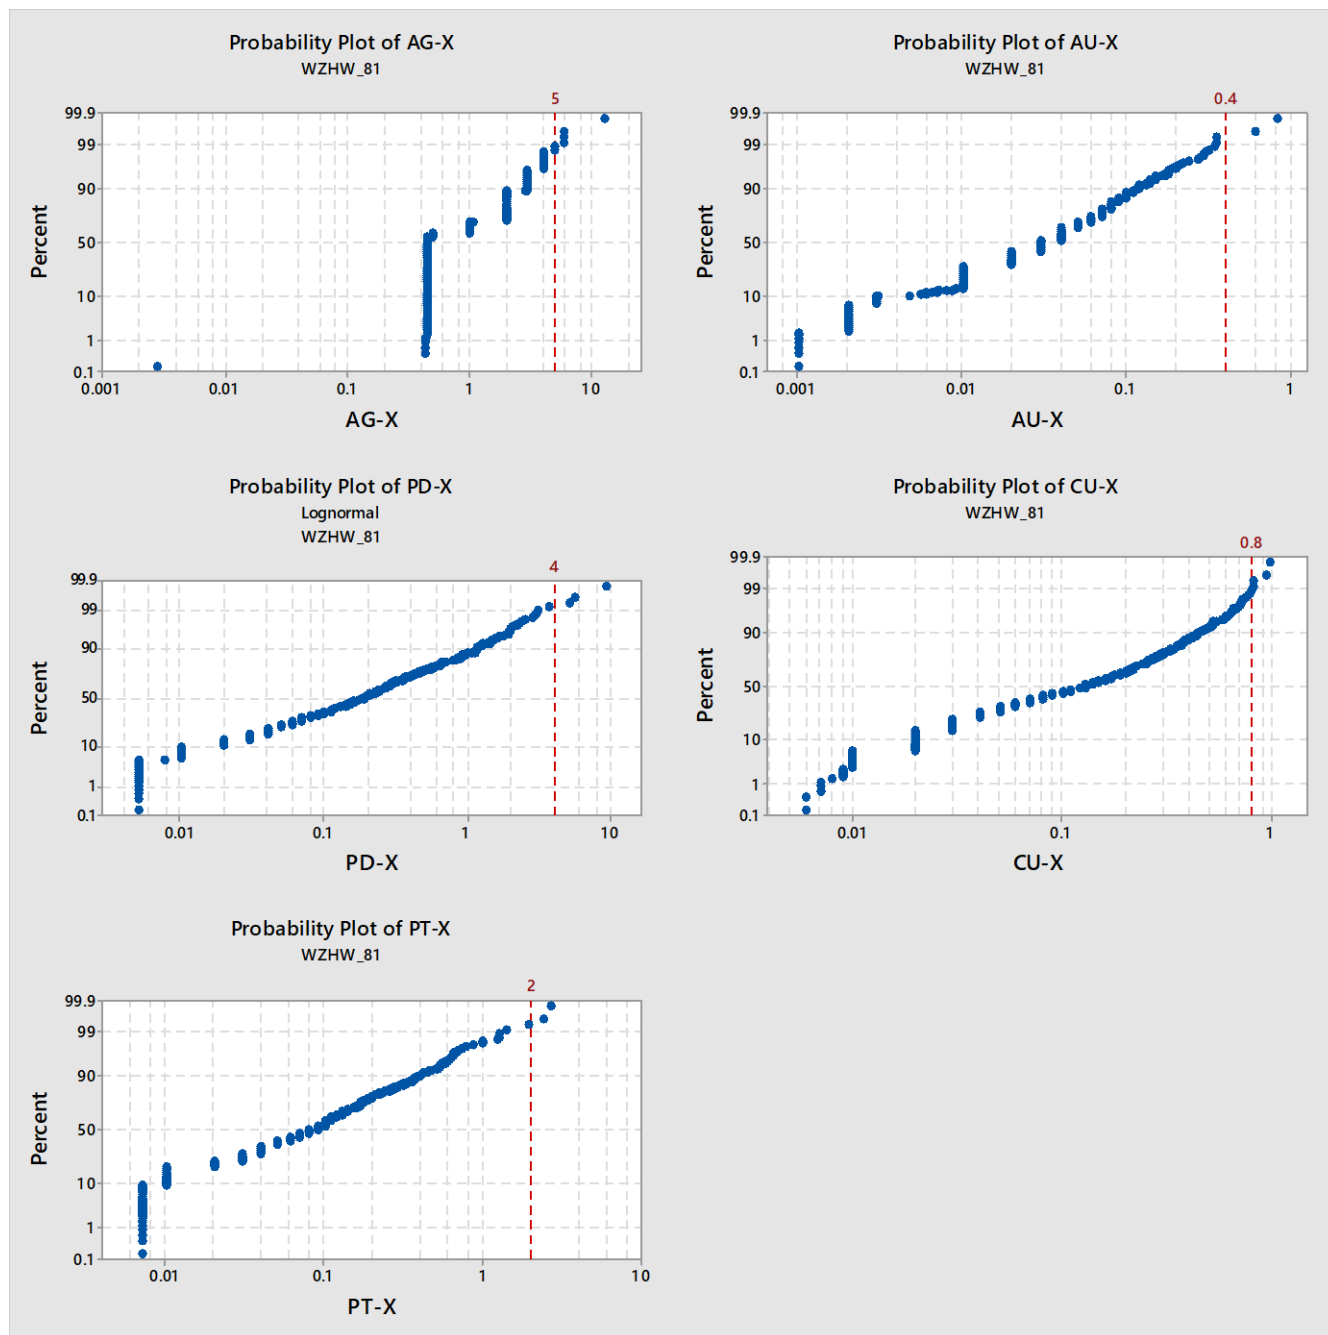 Probability Plot of AG-X
WZHW_81
5
99.9
99
90
50
10
1
0.1
Percent
0.001 0.01 0.1 1 10
AG-X
Probability Plot of AU-X
WZHW_81
0.4
99.9
99
90
50
10
1
0.1
Percent
0.001 0.01 0.1 1
AU-X
Probability Plot of PD-X
Lognormal
WZHW_81
4
99.9
99
90
50
10
1
0.1
Percent
0.01 0.1 1 10
PD-X
Probability Plot of CU-X
WZHW_81
0.8
99.9
99
90
50
10
1
0.1
Percent
0.01 0.1 1
CU-X
Probability Plot of PT-X
WZHW_81
2
99.9
99
90
50
10
1
0.1
Percent
0.01 0.1 1 10
PT-X